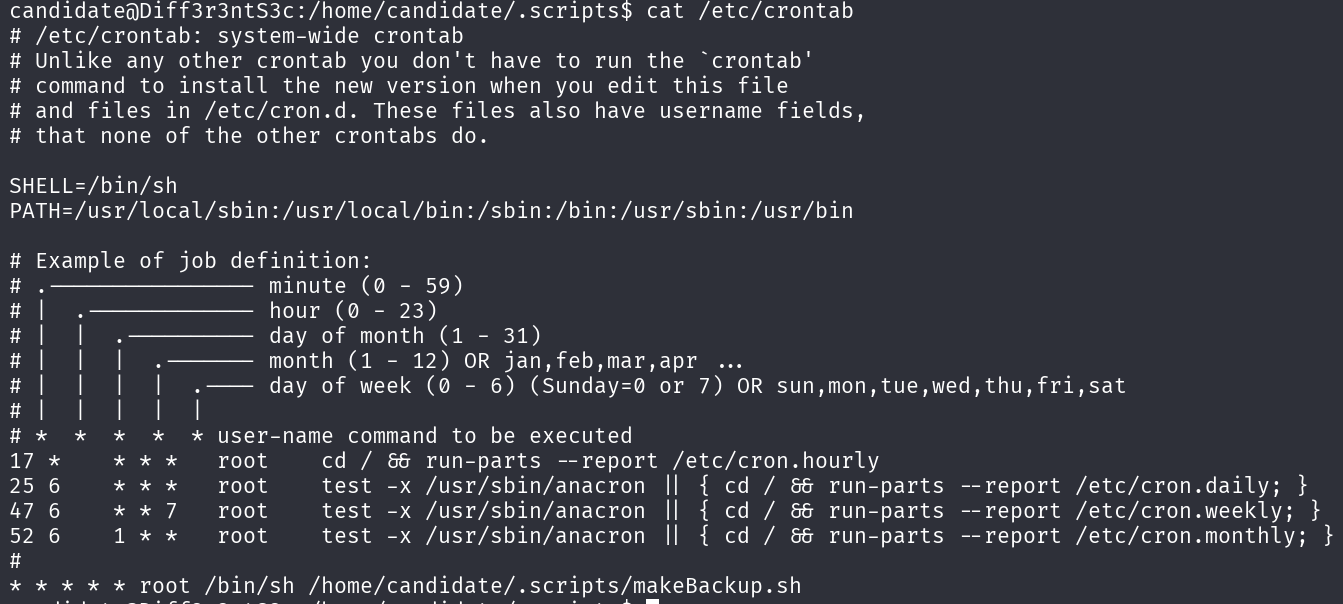 candidate@Diff3r3ntS3c:/home/candidate/.scripts$ cat /etc/crontab
# /etc/crontab: system-wide crontab
# Unlike any other crontab you don't have to run the `crontab'
# command to install the new version when you edit this file
# and files in /etc/cron.d. These files also have username fields,
# that none of the other crontabs do.

SHELL=/bin/sh
PATH=/usr/local/sbin:/usr/local/bin:/sbin:/bin:/usr/sbin:/usr/bin

# Example of job definition:
# .---------------- minute (0 - 59)
# |  .------------- hour (0 - 23)
# |  |  .---------- day of month (1 - 31)
# |  |  |  .------- month (1 - 12) OR jan,feb,mar,apr ...
# |  |  |  |  .---- day of week (0 - 6) (Sunday=0 or 7) OR sun,mon,tue,wed,thu,fri,sat
# |  |  |  |  |
# *  *  *  *  * user-name command to be executed
17 *    * * *   root    cd / && run-parts --report /etc/cron.hourly
25 6    * * *   root    test -x /usr/sbin/anacron || { cd / && run-parts --report /etc/cron.daily; }
47 6    * * 7   root    test -x /usr/sbin/anacron || { cd / && run-parts --report /etc/cron.weekly; }
52 6    1 * *   root    test -x /usr/sbin/anacron || { cd / && run-parts --report /etc/cron.monthly; }
#
* * * * * root /bin/sh /home/candidate/.scripts/makeBackup.sh